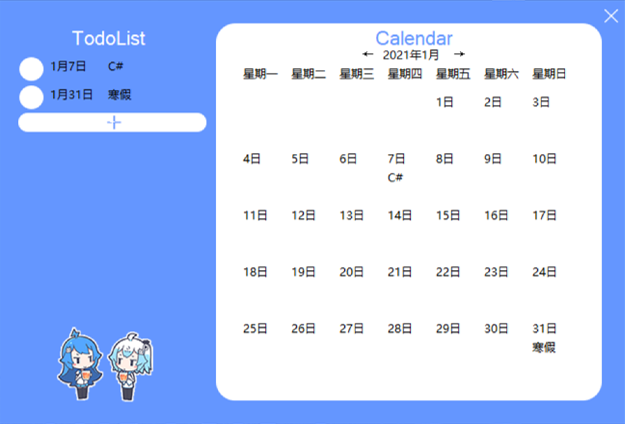 TodoList
1月7日 C#
1月31日 寒假
Calendar
← 2021年1月 →
星期一 星期二 星期三 星期四 星期五 星期六 星期日
1日 2日 3日
4日 5日 6日 7日 8日 9日 10日
C#
11日 12日 13日 14日 15日 16日 17日
18日 19日 20日 21日 22日 23日 24日
25日 26日 27日 28日 29日 30日 31日
寒假